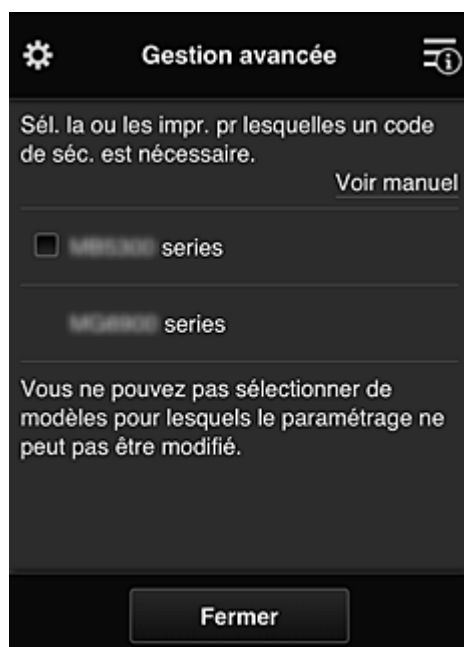 Gestion avancée
Sél. la ou les impr. pr lesquelles un code
de séc. est nécessaire.
Voir manuel
series
series
Vous ne pouvez pas sélectionner de
modèles pour lesquels le paramétrage ne
peut pas être modifié.
Fermer